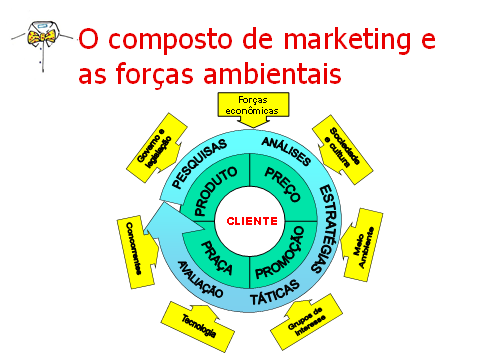 O composto de marketing e
as forças ambientais
Forças
econômicas
Governo e
legislação
Sociedade
e cultura
PESQUISAS
ANÁLISES
ESTRATÉGIAS
TÁTICAS
AVALIAÇÃO
PRODUTO
PREÇO
PROMOÇÃO
PRAÇA
CLIENTE
Concorrentes
Meio
Ambiente
Tecnologia
Grupos de
interesse